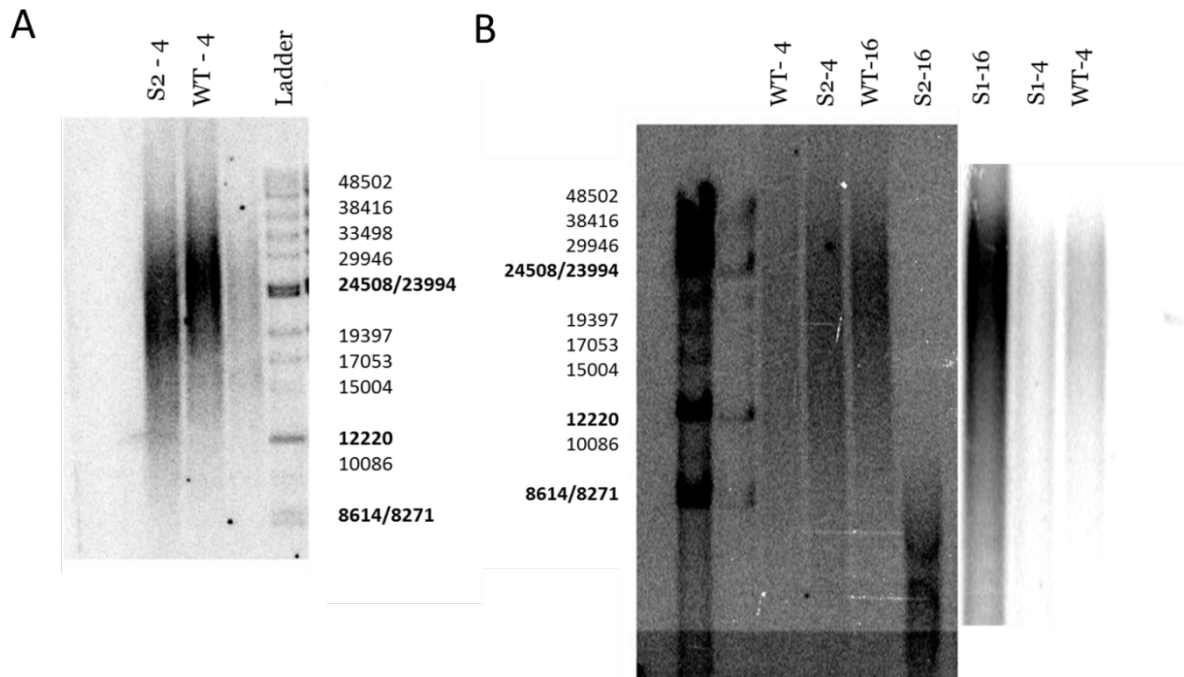 A
S2 - 4
WT - 4
Ladder
48502
38416
33498
29946
24508/23994
19397
17053
15004
12220
10086
8614/8271
B
WT- 4
S2-4
WT-16
S2-16
S1-16
S1-4
WT-4
48502
38416
29946
24508/23994
19397
17053
15004
12220
10086
8614/8271